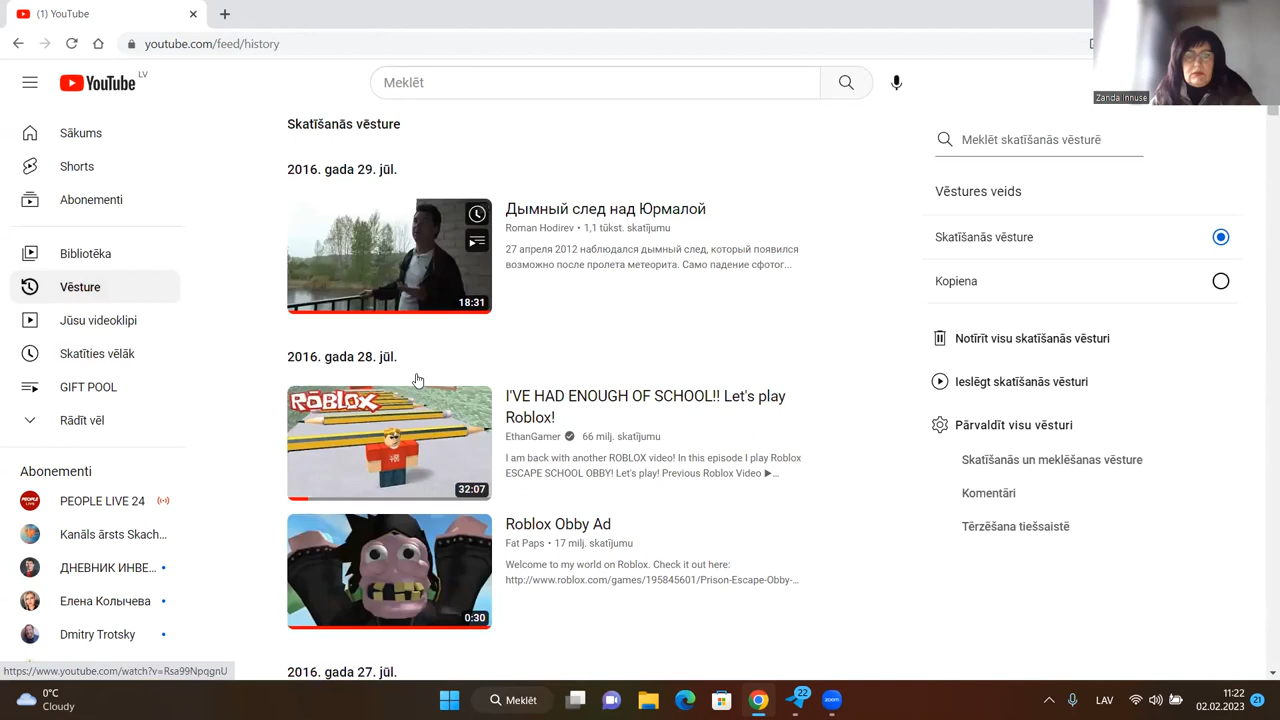 (1) YouTube
youtube.com/feed/history
YouTube LV
Meklēt
Zanda Innuse
Sākums
Shorts
Abonementi
Bibliotēka
Vēsture
Jūsu videoklipi
Skatīties vēlāk
GIFT POOL
Rādīt vēl
Abonementi
PEOPLE LIVE 24
Kanāls ārsts Skach...
ДНЕВНИК ИНВЕ...
Елена Колычева
Dmitry Trotsky
Skatīšanās vēsture
2016. gada 29. jūl.
18:31
Дымный след над Юрмалой
Roman Hodirev • 1,1 tūkst. skatījumu
27 апреля 2012 наблюдался дымный след, который появился
возможно после пролета метеорита. Само падение сфотог...
2016. gada 28. jūl.
ROBLOX
32:07
I'VE HAD ENOUGH OF SCHOOL!! Let's play
Roblox!
EthanGamer 66 milj. skatījumu
I am back with another ROBLOX video! In this episode I play Roblox
ESCAPE SCHOOL OBBY! Let's play! Previous Roblox Video ►...
0:30
Roblox Obby Ad
Fat Paps • 17 milj. skatījumu
Welcome to my world on Roblox. Check it out here:
http://www.roblox.com/games/195845601/Prison-Escape-Obby-...
2016. gada 27. jūl.
Meklēt skatīšanās vēsturē
Vēstures veids
Skatīšanās vēsture
Kopiena
Notīrīt visu skatīšanās vēsturi
Ieslēgt skatīšanās vēsturi
Pārvaldīt visu vēsturi
Skatīšanās un meklēšanas vēsture
Komentāri
Tērzēšana tiešsaistē
https://www.youtube.com/watch?v=Rsa99NpqgnU
0°C
Cloudy
Meklēt
22
zoom
LAV
11:22
02.02.2023
21